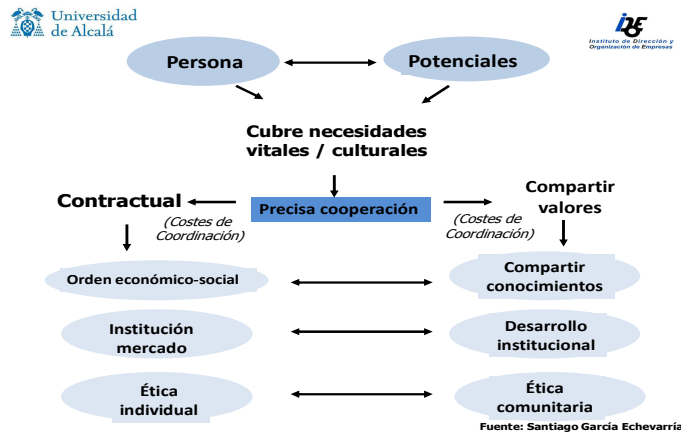 Universidad
de Alcalá
IDOE
Instituto de Dirección y
Organización de Empresas
Persona
Potenciales
Cubre necesidades
vitales / culturales
Contractual
Precisa cooperación
Compartir
valores
(Costes de
Coordinación)
(Costes de
Coordinación)
Orden económico-social
Compartir
conocimientos
Institución
mercado
Desarrollo
institucional
Ética
individual
Ética
comunitaria
Fuente: Santiago García Echevarría